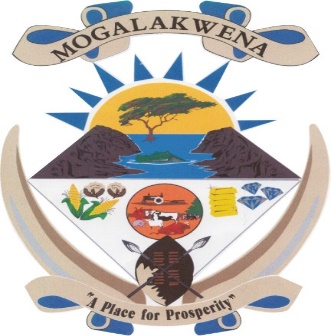 MOGALAKWENA
"A Place for Prosperity"